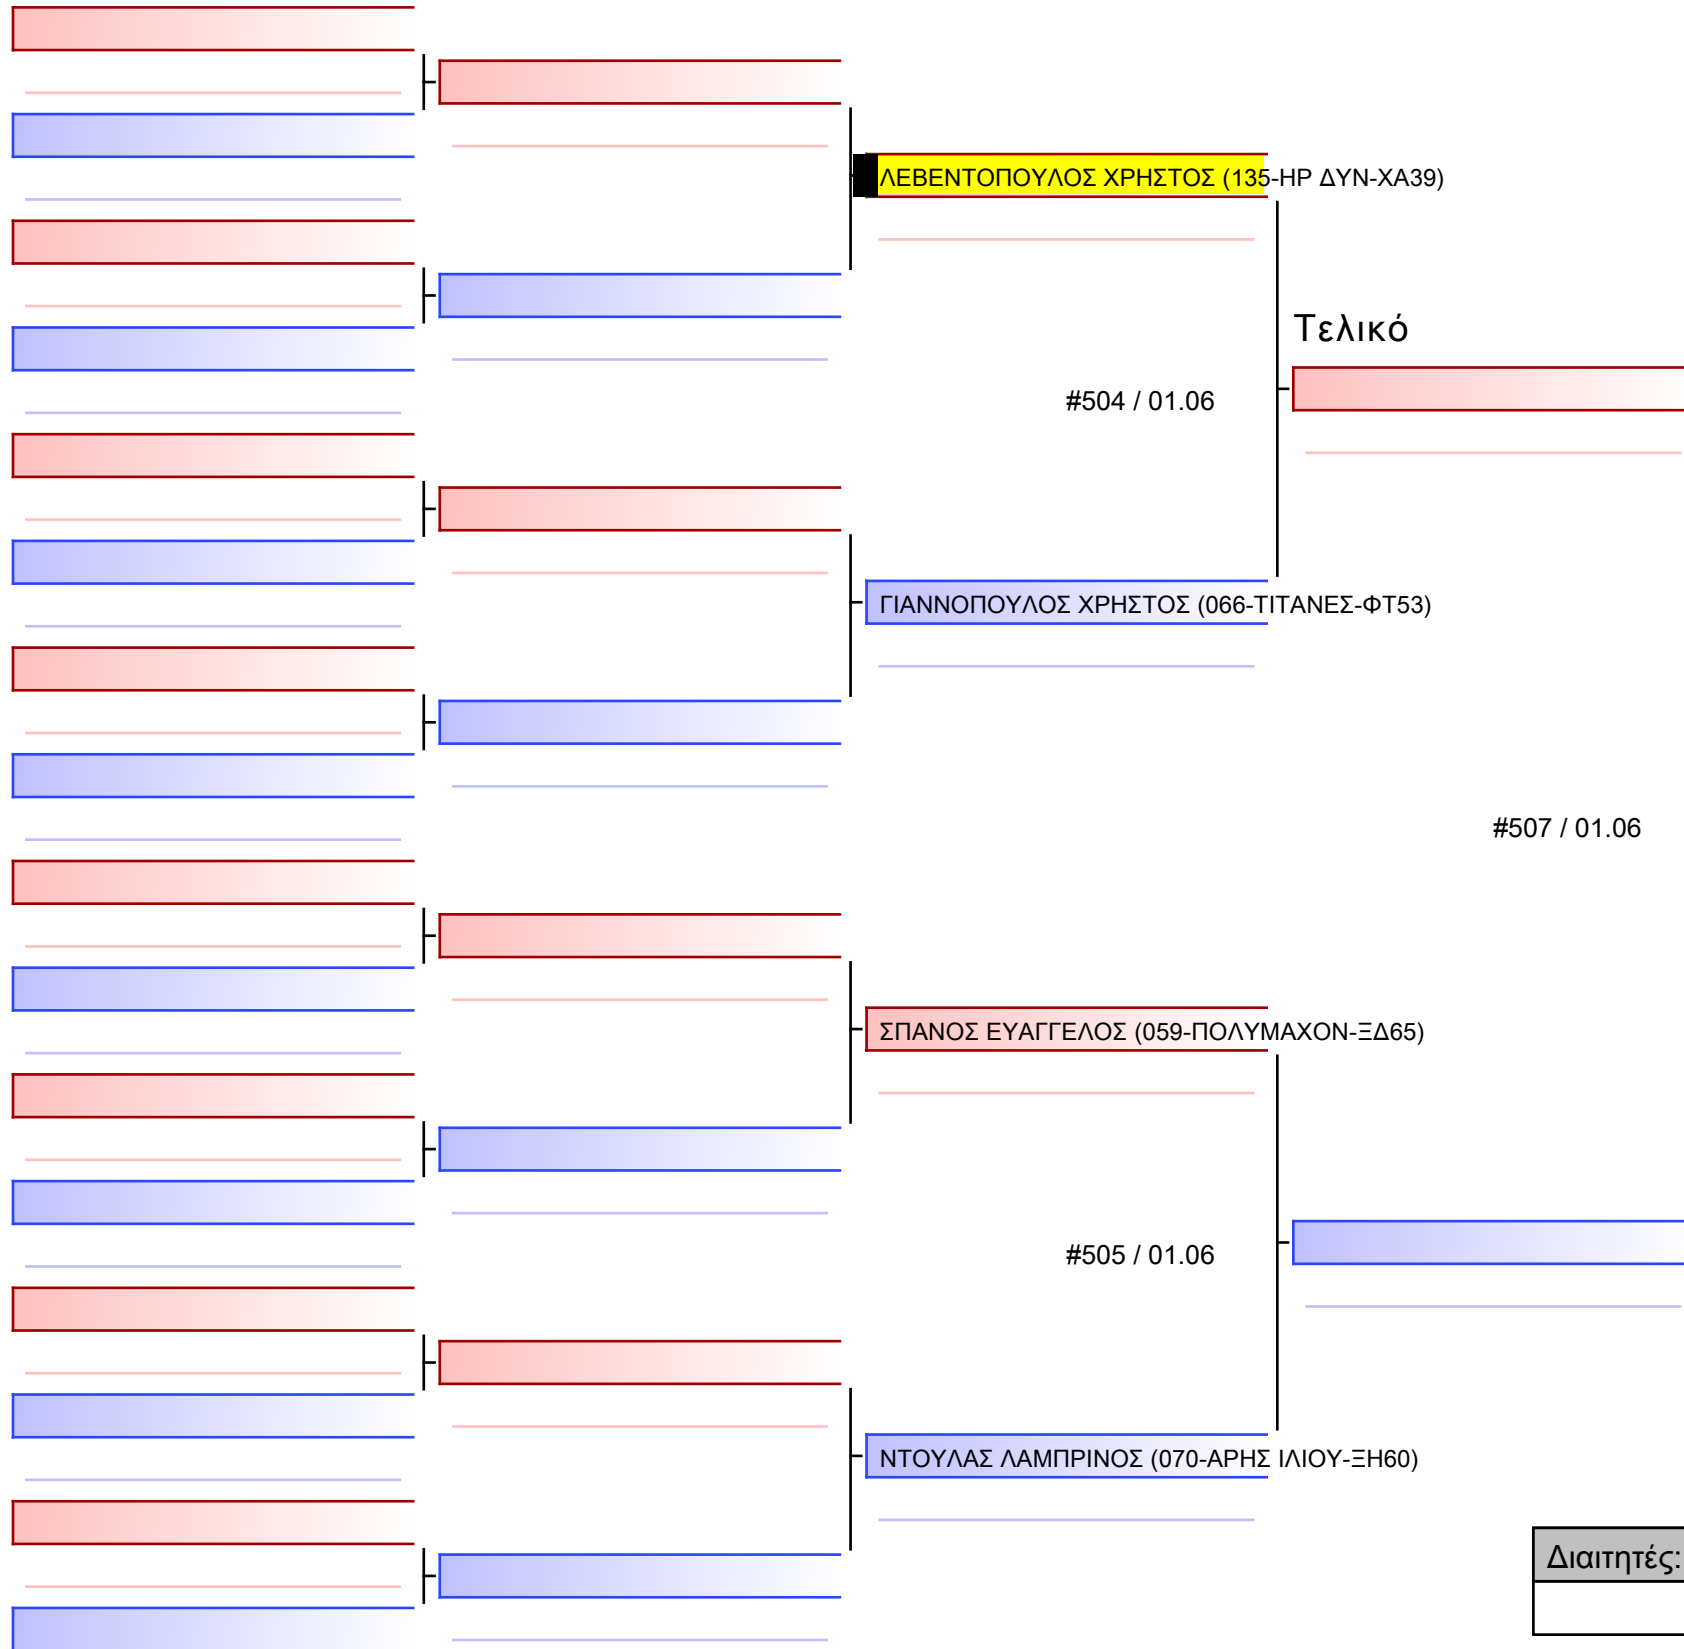 ΛΕΒΕΝΤΟΠΟΥΛΟΣ ΧΡΗΣΤΟΣ (135-ΗΡ ΔΥΝ-ΧΑ39)
Τελικό
#504 / 01.06
ΓΙΑΝΝΟΠΟΥΛΟΣ ΧΡΗΣΤΟΣ (066-ΤΙΤΑΝΕΣ-ΦΤ53)
#507 / 01.06
ΣΠΑΝΟΣ ΕΥΑΓΓΕΛΟΣ (059-ΠΟΛΥΜΑΧΟΝ-ΞΔ65)
#505 / 01.06
ΝΤΟΥΛΑΣ ΛΑΜΠΡΙΝΟΣ (070-ΑΡΗΣ ΙΛΙΟΥ-ΞΗ60)
Διαιτητές: